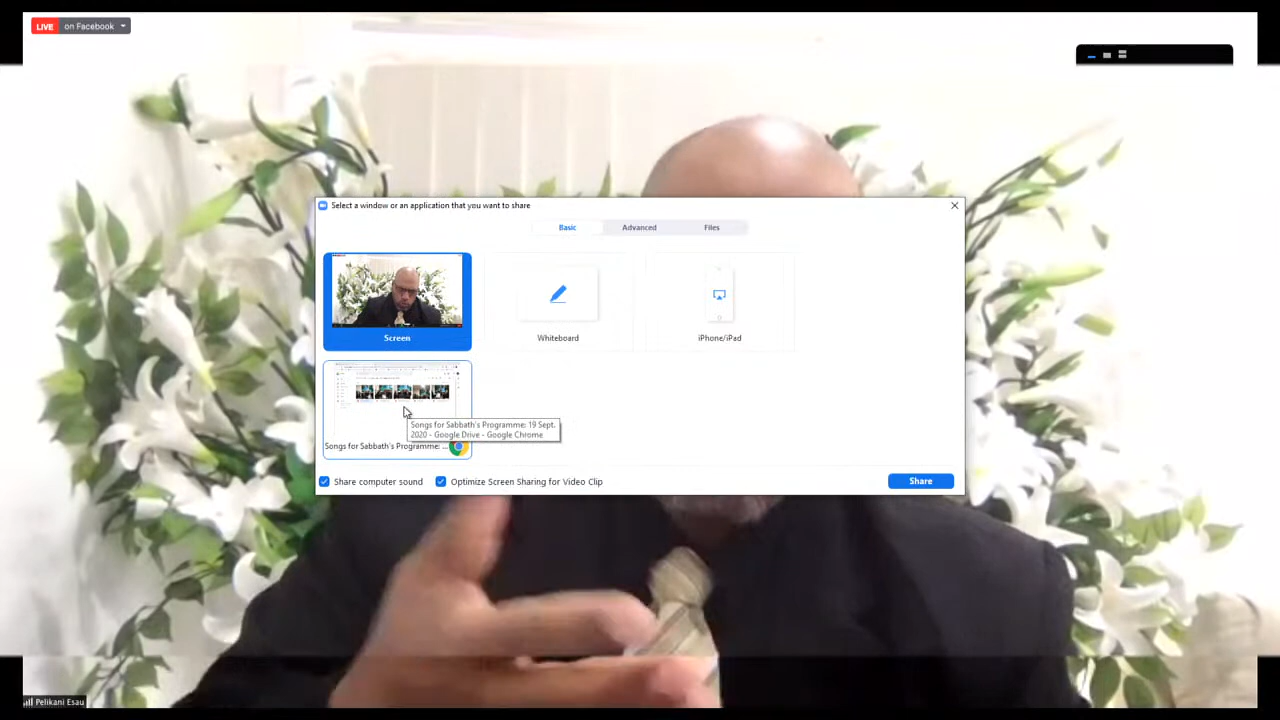 LIVE on Facebook
Select a window or an application that you want to share
Basic Advanced Files
Screen
Whiteboard
iPhone/iPad
Songs for Sabbath's Programme: 19 Sept.
2020 - Google Drive - Google Chrome
Songs for Sabbath's Programme: ...
Share computer sound
Optimize Screen Sharing for Video Clip
Share
Pelikani Esau